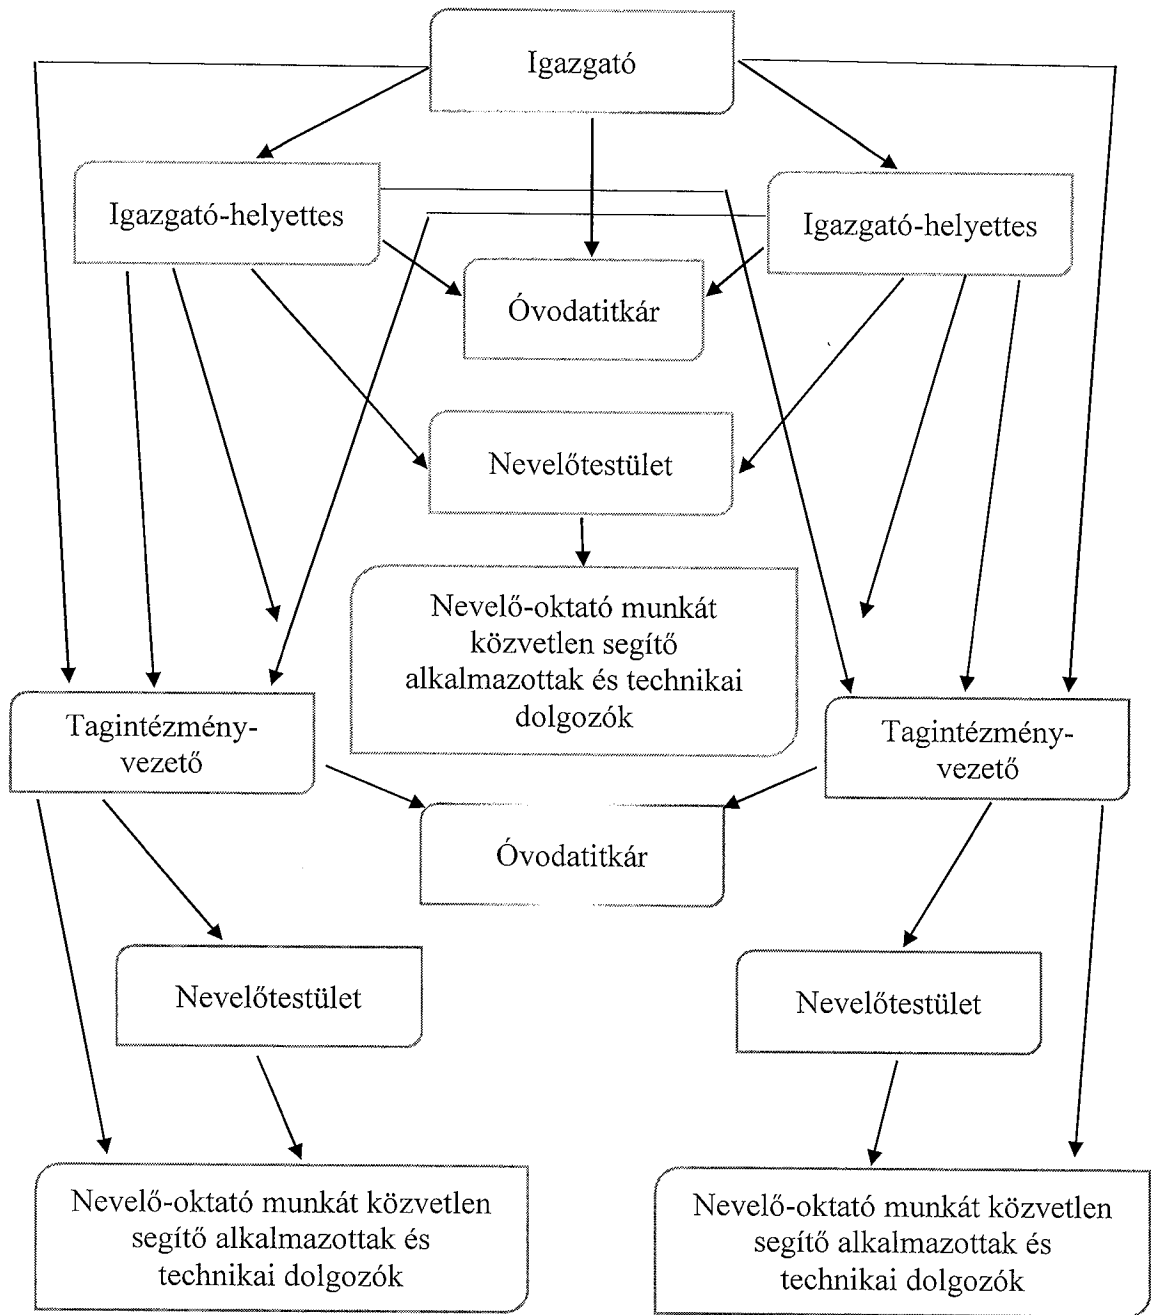 Igazgató
Igazgató-helyettes
Igazgató-helyettes
Óvodatitkár
Nevelőtestület
Nevelő-oktató munkát
közvetlen segítő
alkalmazottak és technikai
dolgozók
Tagintézmény-
vezető
Tagintézmény-
vezető
Óvodatitkár
Nevelőtestület
Nevelőtestület
Nevelő-oktató munkát közvetlen
segítő alkalmazottak és
technikai dolgozók
Nevelő-oktató munkát közvetlen
segítő alkalmazottak és
technikai dolgozók